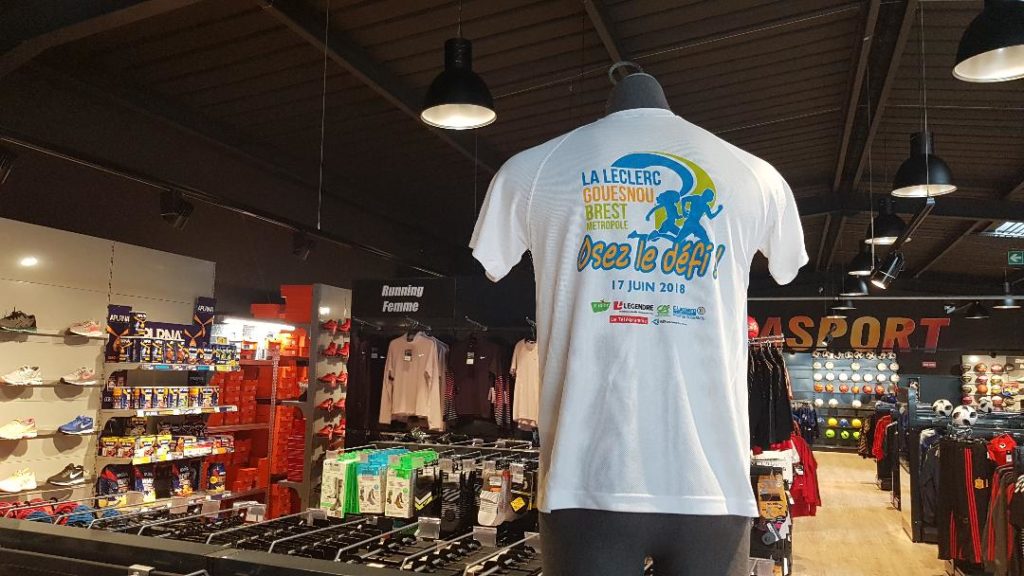 LA LECLERC
GOUESNOU
BREST
METROPOLE
Osez le défi !
17 JUIN 2018
LEGENDRE
Le Télégramme
Running
Femme
APURNA
ASPORT